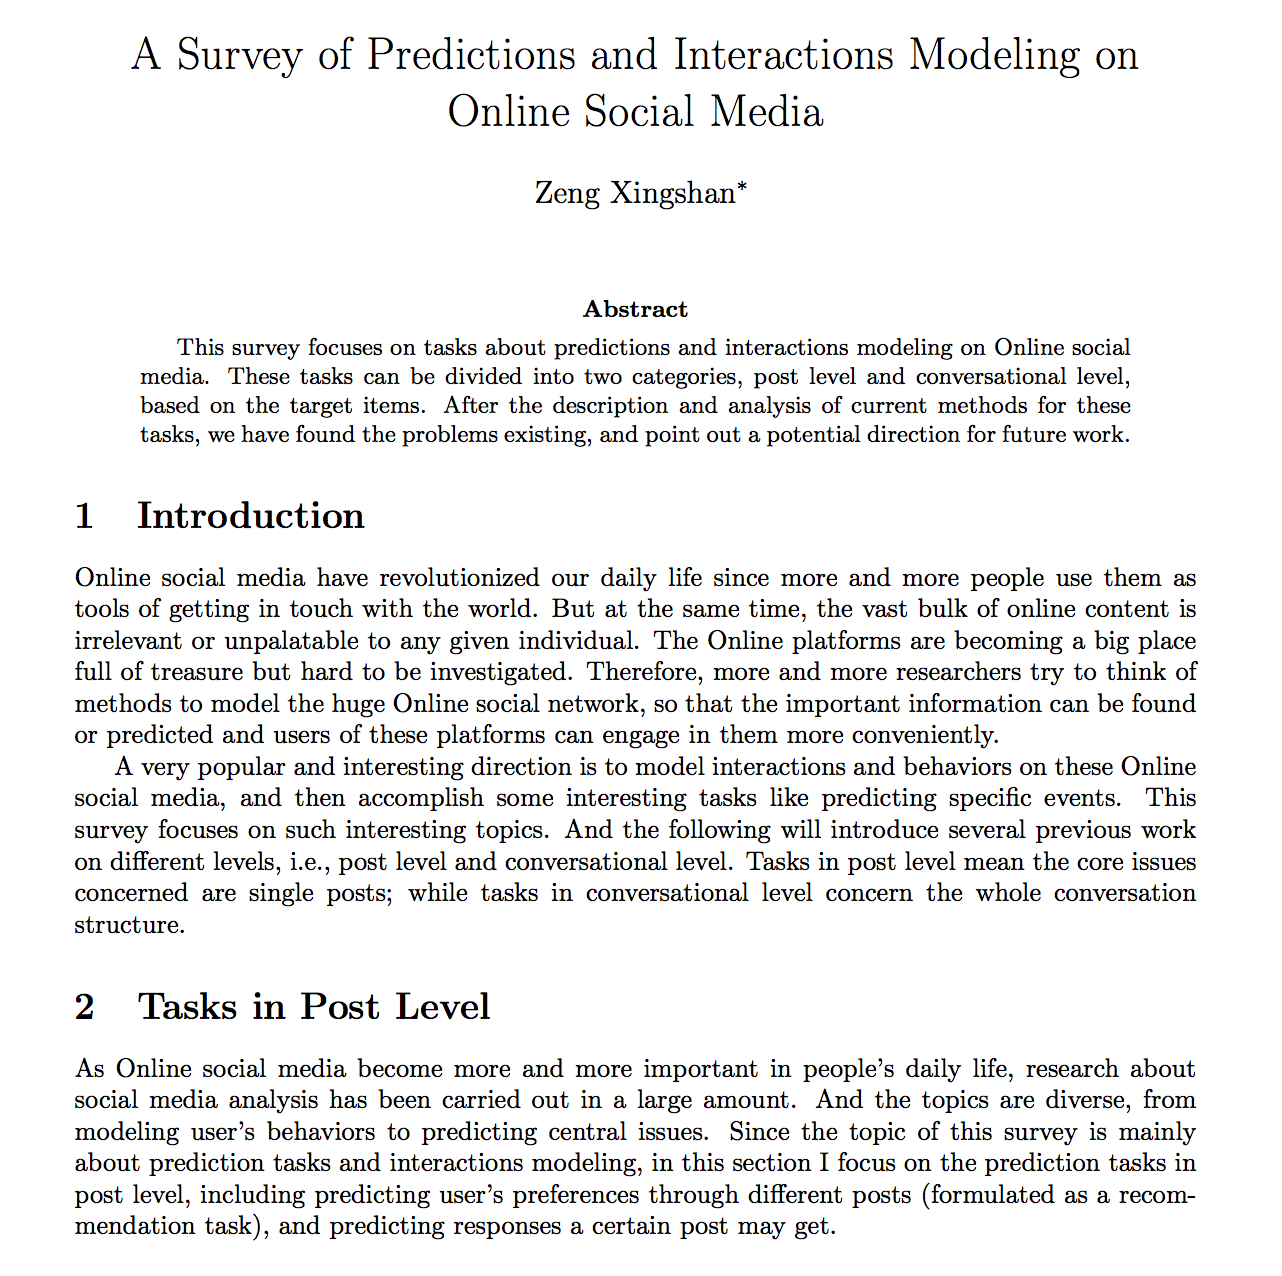 A Survey of Predictions and Interactions Modeling on
Online Social Media
Zeng Xingshan*
Abstract
This survey focuses on tasks about predictions and interactions modeling on Online social
media. These tasks can be divided into two categories, post level and conversational level,
based on the target items. After the description and analysis of current methods for these
tasks, we have found the problems existing, and point out a potential direction for future work.
1 Introduction
Online social media have revolutionized our daily life since more and more people use them as
tools of getting in touch with the world. But at the same time, the vast bulk of online content is
irrelevant or unpalatable to any given individual. The Online platforms are becoming a big place
full of treasure but hard to be investigated. Therefore, more and more researchers try to think of
methods to model the huge Online social network, so that the important information can be found
or predicted and users of these platforms can engage in them more conveniently.
A very popular and interesting direction is to model interactions and behaviors on these Online
social media, and then accomplish some interesting tasks like predicting specific events. This
survey focuses on such interesting topics. And the following will introduce several previous work
on different levels, i.e., post level and conversational level. Tasks in post level mean the core issues
concerned are single posts; while tasks in conversational level concern the whole conversation
structure.
2 Tasks in Post Level
As Online social media become more and more important in people's daily life, research about
social media analysis has been carried out in a large amount. And the topics are diverse, from
modeling user's behaviors to predicting central issues. Since the topic of this survey is mainly
about prediction tasks and interactions modeling, in this section I focus on the prediction tasks in
post level, including predicting user's preferences through different posts (formulated as a recom-
mendation task), and predicting responses a certain post may get.